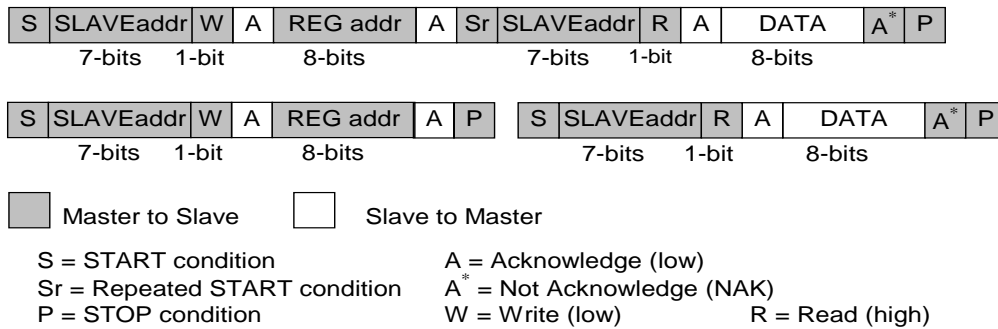 S SLAVEaddr W A REG addr A Sr SLAVEaddr R A DATA A* P
7-bits 1-bit 8-bits 7-bits 1-bit 8-bits
S SLAVEaddr W A REG addr A P S SLAVEaddr R A DATA A* P
7-bits 1-bit 8-bits 7-bits 1-bit 8-bits
Master to Slave Slave to Master
S = START condition A = Acknowledge (low)
Sr = Repeated START condition A* = Not Acknowledge (NAK)
P = STOP condition W = Write (low) R = Read (high)